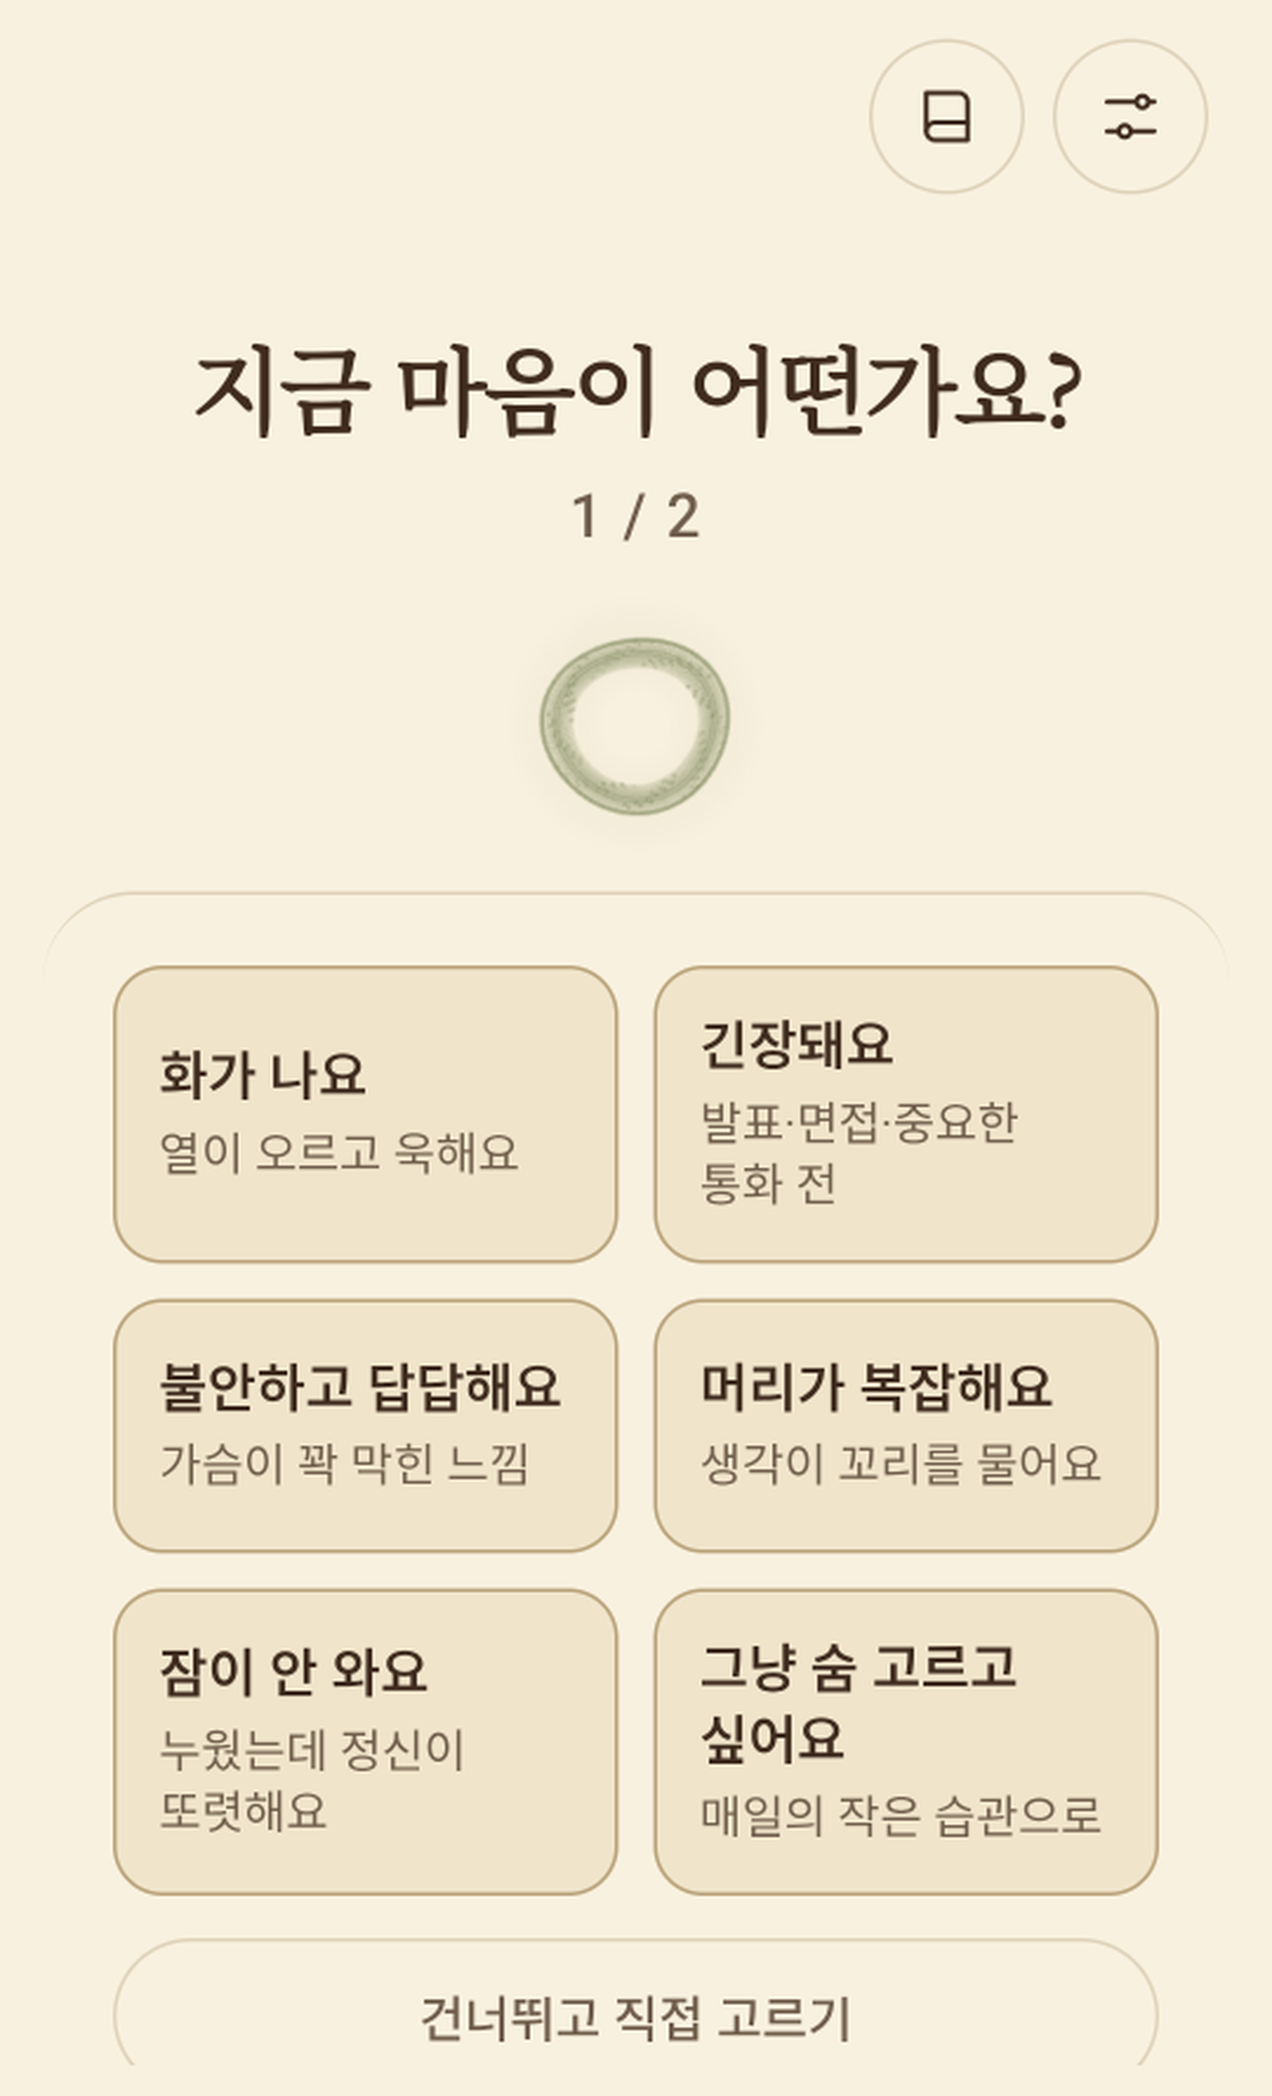 지금 마음이 어떤가요?
1 / 2
화가 나요
열이 오르고 욱해요
긴장돼요
발표·면접·중요한
통화 전
불안하고 답답해요
가슴이 꽉 막힌 느낌
머리가 복잡해요
생각이 꼬리를 물어요
잠이 안 와요
누웠는데 정신이
또렷해요
그냥 숨 고르고
싶어요
매일의 작은 습관으로
건너뛰고 직접 고르기